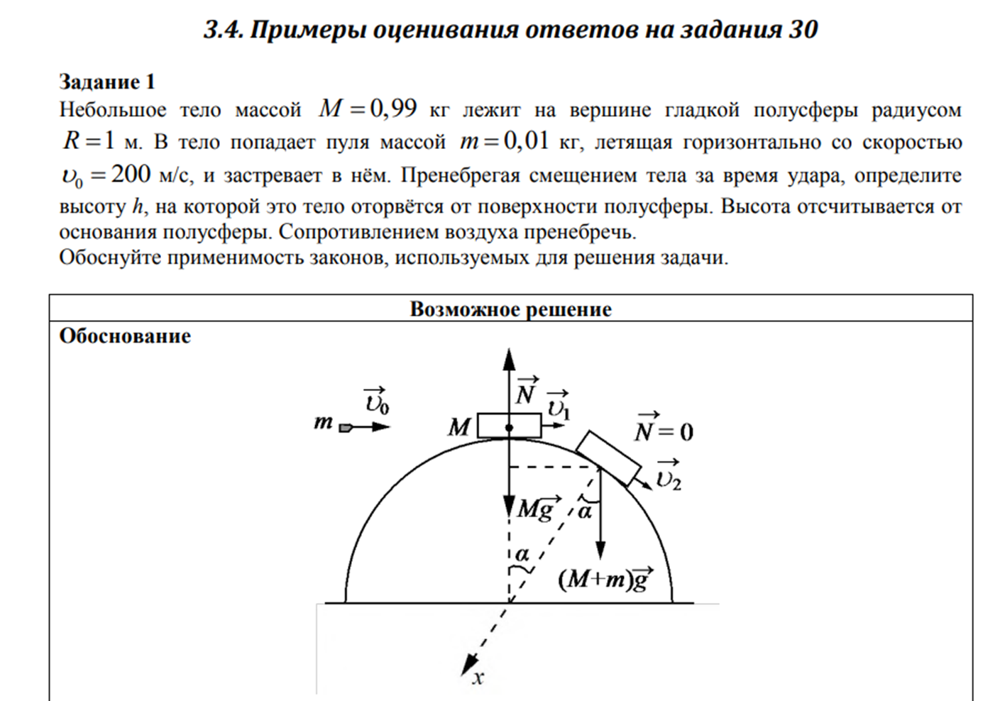 3.4. Примеры оценивания ответов на задания 30
Задание 1
Небольшое тело массой M = 0,99 кг лежит на вершине гладкой полусферы радиусом
R = 1 м. В тело попадает пуля массой m = 0,01 кг, летящая горизонтально со скоростью
υ₀ = 200 м/с, и застревает в нём. Пренебрегая смещением тела за время удара, определите
высоту h, на которой это тело оторвётся от поверхности полусферы. Высота отсчитывается от
основания полусферы. Сопротивлением воздуха пренебречь.
Обоснуйте применимость законов, используемых для решения задачи.
Возможное решение
Обоснование
m
υ⃗₀
M
N⃗
υ⃗₁
N⃗ = 0
υ⃗₂
Mg⃗
α
α
(M+m)g⃗
x